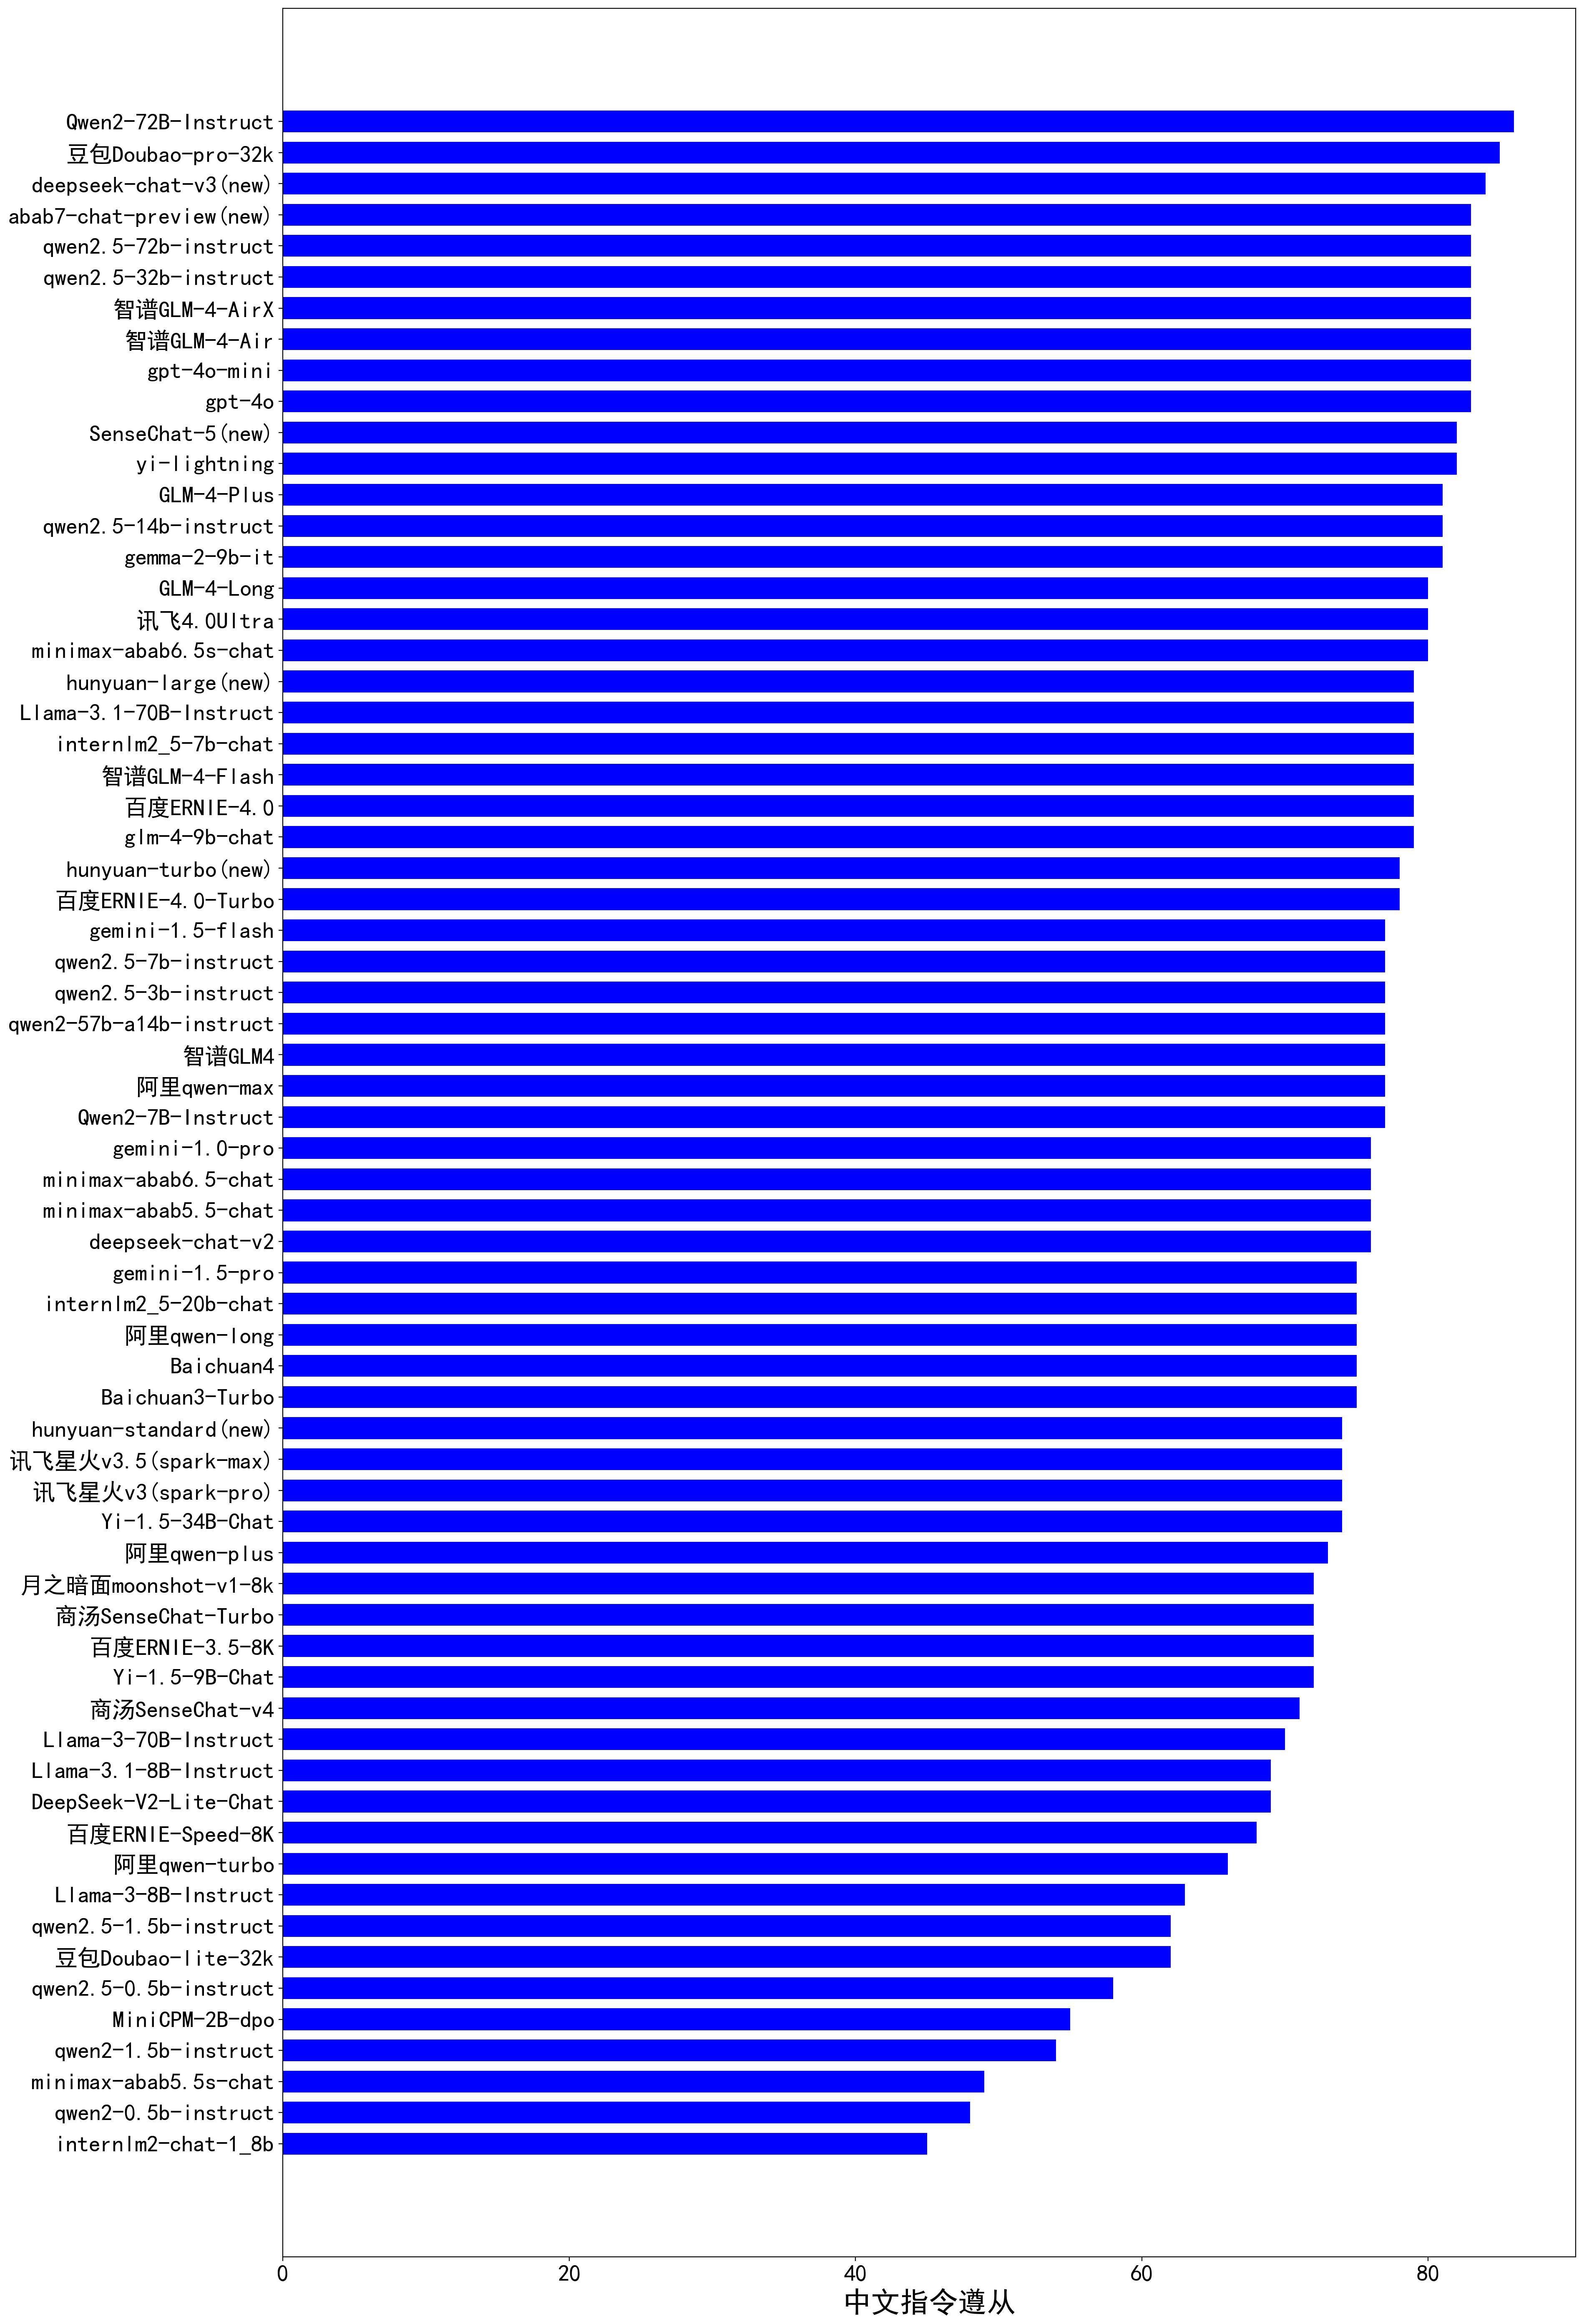 Qwen2-72B-Instruct
豆包Doubao-pro-32k
deepseek-chat-v3(new)
abab7-chat-preview(new)
qwen2.5-72b-instruct
qwen2.5-32b-instruct
智谱GLM-4-AirX
智谱GLM-4-Air
gpt-4o-mini
gpt-4o
SenseChat-5(new)
yi-lightning
GLM-4-Plus
qwen2.5-14b-instruct
gemma-2-9b-it
GLM-4-Long
讯飞4.0Ultra
minimax-abab6.5s-chat
hunyuan-large(new)
Llama-3.1-70B-Instruct
internlm2_5-7b-chat
智谱GLM-4-Flash
百度ERNIE-4.0
glm-4-9b-chat
hunyuan-turbo(new)
百度ERNIE-4.0-Turbo
gemini-1.5-flash
qwen2.5-7b-instruct
qwen2.5-3b-instruct
qwen2-57b-a14b-instruct
智谱GLM4
阿里qwen-max
Qwen2-7B-Instruct
gemini-1.0-pro
minimax-abab6.5-chat
minimax-abab5.5-chat
deepseek-chat-v2
gemini-1.5-pro
internlm2_5-20b-chat
阿里qwen-long
Baichuan4
Baichuan3-Turbo
hunyuan-standard(new)
讯飞星火v3.5(spark-max)
讯飞星火v3(spark-pro)
Yi-1.5-34B-Chat
阿里qwen-plus
月之暗面moonshot-v1-8k
商汤SenseChat-Turbo
百度ERNIE-3.5-8K
Yi-1.5-9B-Chat
商汤SenseChat-v4
Llama-3-70B-Instruct
Llama-3.1-8B-Instruct
DeepSeek-V2-Lite-Chat
百度ERNIE-Speed-8K
阿里qwen-turbo
Llama-3-8B-Instruct
qwen2.5-1.5b-instruct
豆包Doubao-lite-32k
qwen2.5-0.5b-instruct
MiniCPM-2B-dpo
qwen2-1.5b-instruct
minimax-abab5.5s-chat
qwen2-0.5b-instruct
internlm2-chat-1_8b
0 20 40 60 80
中文指令遵从